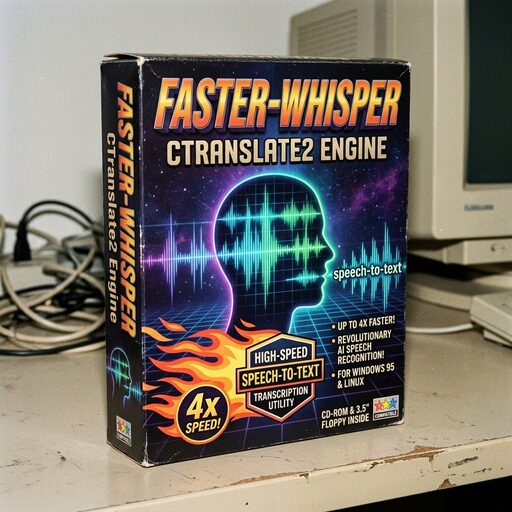 FASTER-WHISPER
CTRANSLATE2 ENGINE
speech-to-text
• UP TO 4X FASTER!
• REVOLUTIONARY
AI SPEECH
RECOGNITION!
• FOR WINDOWS 95
& LINUX
HIGH-SPEED
SPEECH-TO-TEXT
TRANSCRIPTION
UTILITY
4X
SPEED!
CD-ROM & 3.5"
FLOPPY INSIDE
COMPATIBLE
FASTER-WHISPER
CTranslate2 Engine
COMPATIBLE